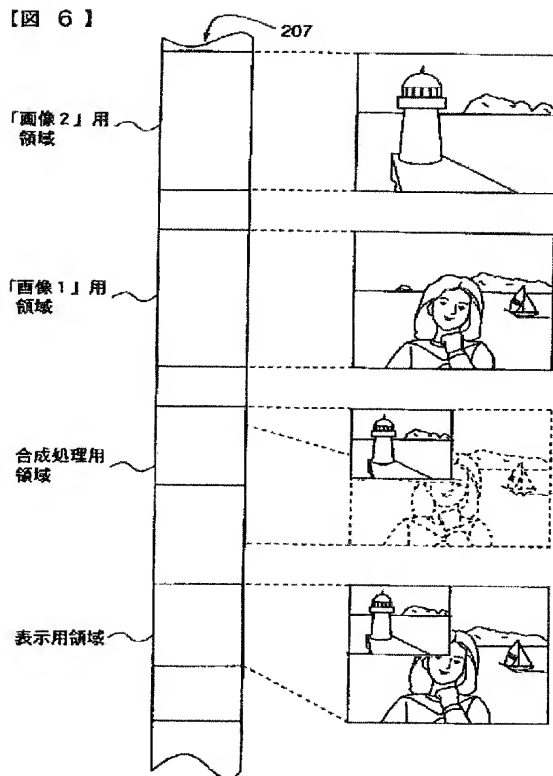 【図 6】
207
「画像2」用
領域
「画像1」用
領域
合成処理用
領域
表示用領域